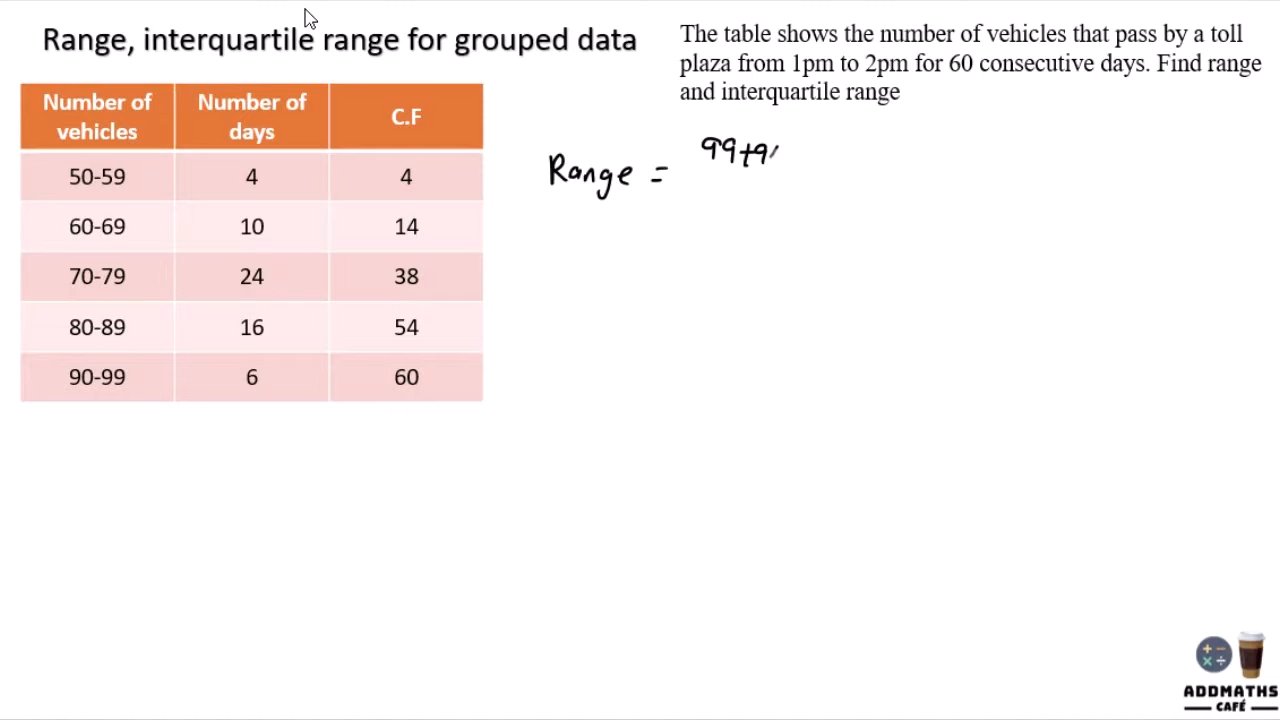 Range, interquartile range for grouped data
The table shows the number of vehicles that pass by a toll
plaza from 1pm to 2pm for 60 consecutive days. Find range
and interquartile range
Number of vehicles Number of days C.F
50-59 4 4
60-69 10 14
70-79 24 38
80-89 16 54
90-99 6 60
Range = 99+9
ADDMATHS
CAFÉ